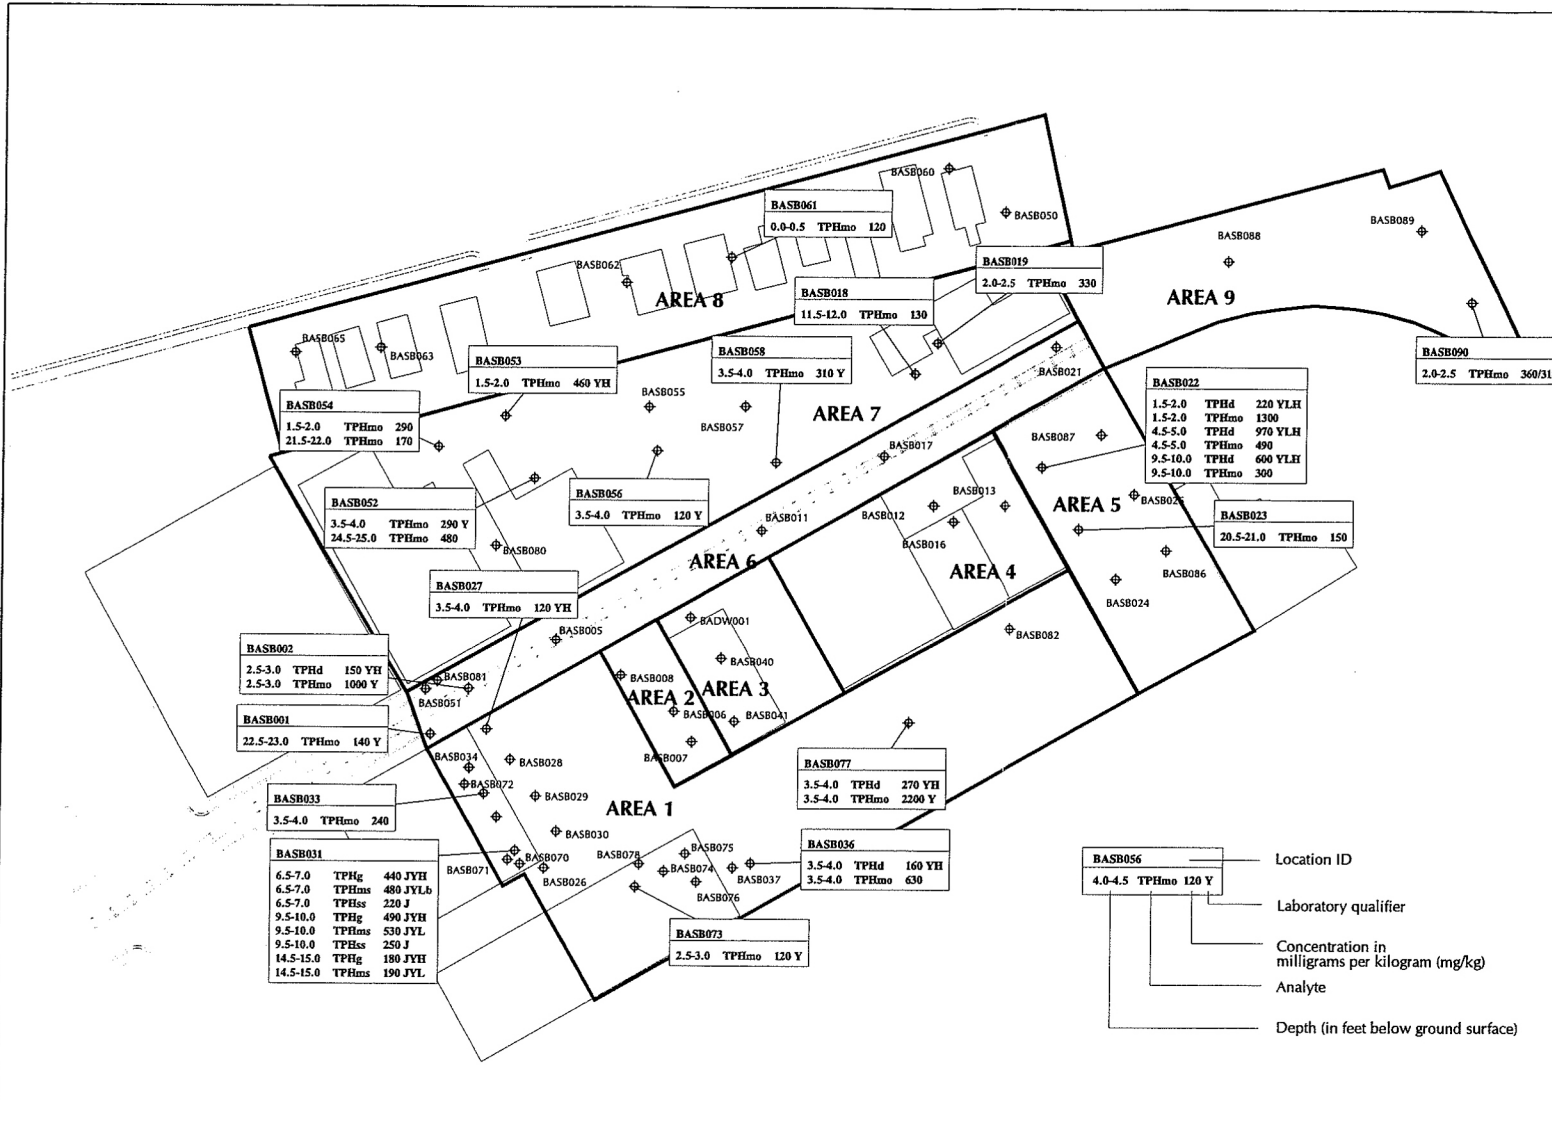 BASB060
BASB061
0.0-0.5 TPHmo 120
BASB050
BASB089
BASB088
BASB062
BASB019
2.0-2.5 TPHmo 330
AREA 8
BASB018
11.5-12.0 TPHmo 130
AREA 9
BASB065
BASB063
BASB053
1.5-2.0 TPHmo 460 YH
BASB058
3.5-4.0 TPHmo 310 Y
BASB090
2.0-2.5 TPHmo 360/31
BASB021
BASB022
1.5-2.0 TPHd 220 YLH
1.5-2.0 TPHmo 1300
4.5-5.0 TPHd 970 YLH
4.5-5.0 TPHmo 490
9.5-10.0 TPHd 600 YLH
9.5-10.0 TPHmo 300
BASB054
1.5-2.0 TPHmo 290
21.5-22.0 TPHmo 170
BASB055
BASB057
AREA 7
BASB087
BASB017
BASB052
3.5-4.0 TPHmo 290 Y
24.5-25.0 TPHmo 480
BASB056
3.5-4.0 TPHmo 120 Y
BASB013
BASB012
BASB016
AREA 5
BASB025
BASB023
20.5-21.0 TPHmo 150
BASB011
BASB080
AREA 6
AREA 4
BASB086
BASB024
BASB027
3.5-4.0 TPHmo 120 YH
BASB005
BADW001
BASB082
BASB002
2.5-3.0 TPHd 150 YH
2.5-3.0 TPHmo 1000 Y
BASB081
BASB051
BASB008
BASB040
AREA 2
AREA 3
BASB006
BASB041
BASB001
22.5-23.0 TPHmo 140 Y
BASB007
BASB034
BASB028
BASB072
BASB077
3.5-4.0 TPHd 270 YH
3.5-4.0 TPHmo 2200 Y
BASB033
3.5-4.0 TPHmo 240
BASB029
AREA 1
BASB030
BASB031
6.5-7.0 TPHg 440 JYH
6.5-7.0 TPHms 480 JYLb
6.5-7.0 TPHss 220 J
9.5-10.0 TPHg 490 JYH
9.5-10.0 TPHms 530 JYL
9.5-10.0 TPHss 250 J
14.5-15.0 TPHg 180 JYH
14.5-15.0 TPHms 190 JYL
BASB071
BASB070
BASB026
BASB078
BASB075
BASB074
BASB037
BASB076
BASB036
3.5-4.0 TPHd 160 YH
3.5-4.0 TPHmo 630
BASB073
2.5-3.0 TPHmo 120 Y
BASB056
4.0-4.5 TPHmo 120 Y
Location ID
Laboratory qualifier
Concentration in
milligrams per kilogram (mg/kg)
Analyte
Depth (in feet below ground surface)